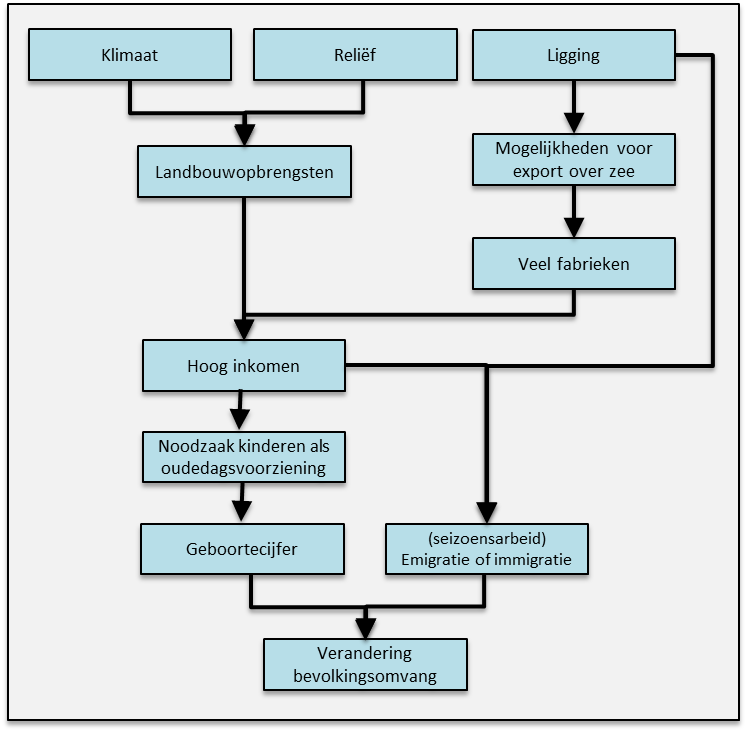 Klimaat
Reliëf
Ligging
Mogelijkheden voor
export over zee
Landbouwopbrengsten
Veel fabrieken
Hoog inkomen
Noodzaak kinderen als
oudedagsvoorziening
Geboortecijfer
(seizoensarbeid)
Emigratie of immigratie
Verandering
bevolkingsomvang